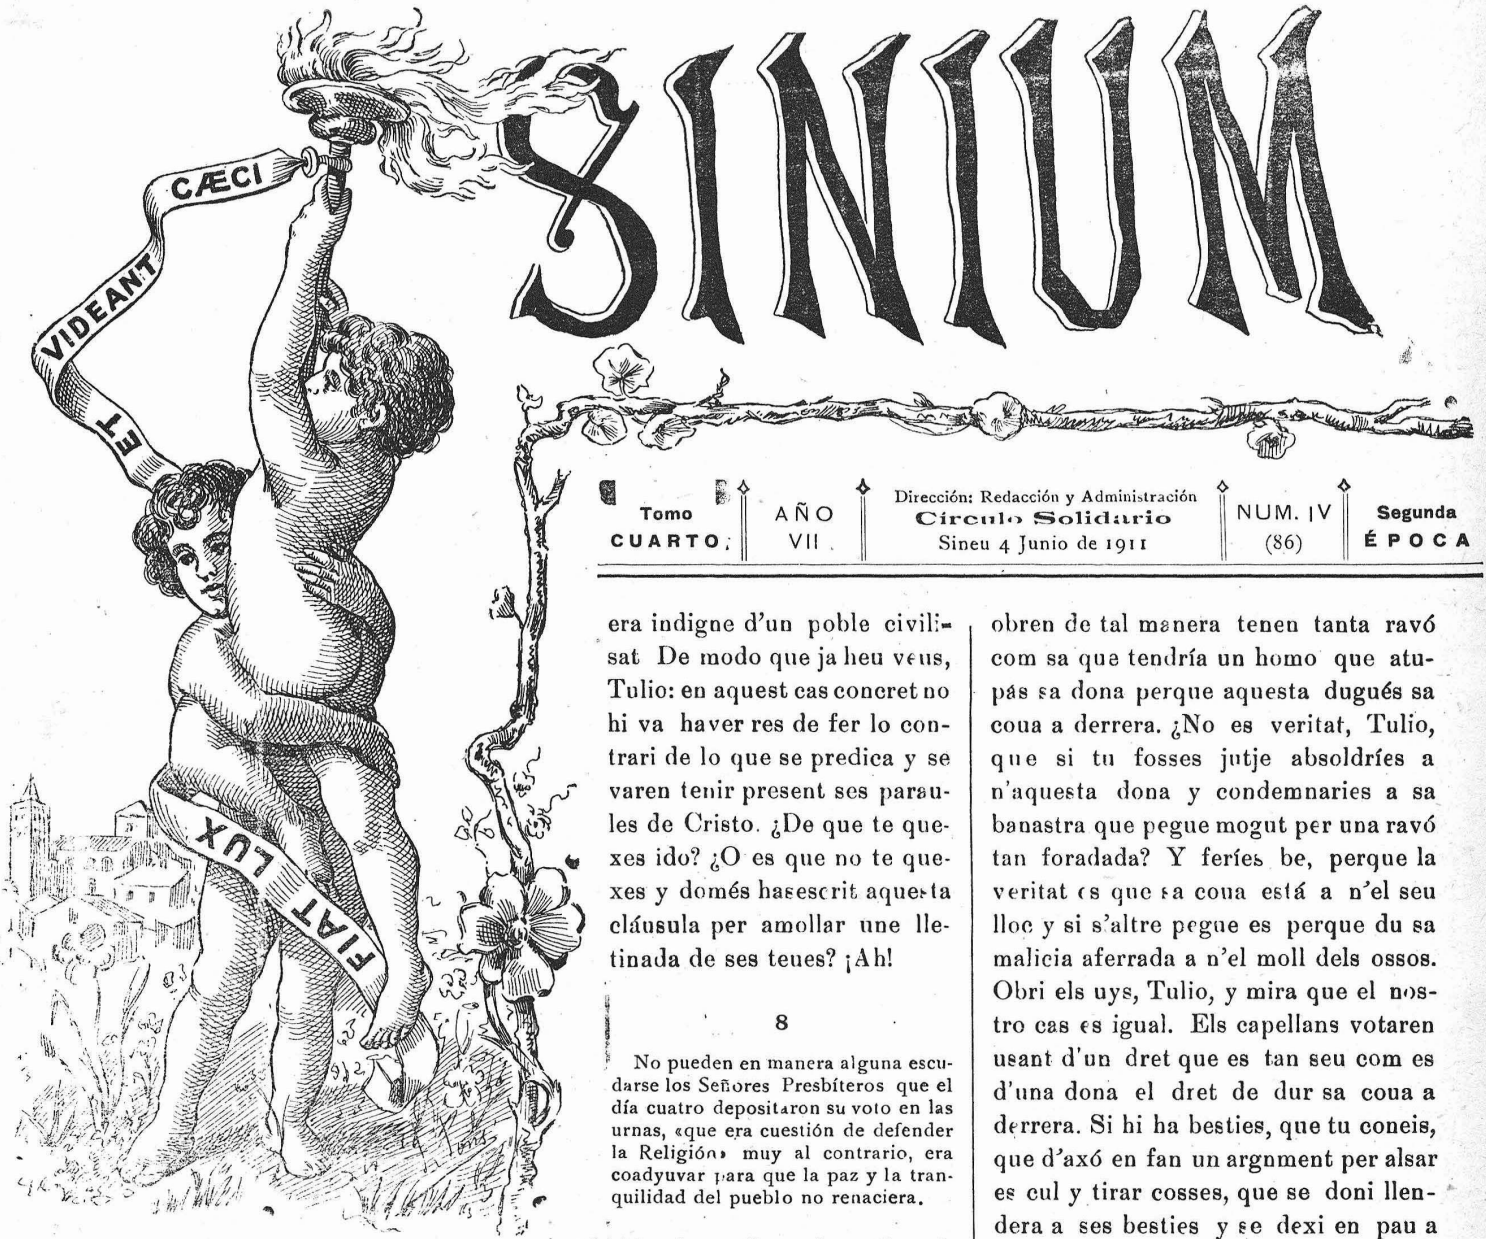 SINIUM
CÆCI
VIDEANT
ET
FIAT LUX
Tomo
CUARTO
AÑO
VII
Dirección: Redacción y Administración
Círculo Solidario
Sineu 4 Junio de 1911
NUM. IV
(86)
Segunda
ÉPOCA
era indigne d'un poble civili-
sat De modo que ja heu veus,
Tulio: en aquest cas concret no
hi va haver res de fer lo con-
trari de lo que se predica y se
varen tenir present ses parau-
les de Cristo. ¿De que te que-
xes ido? ¿O es que no te que-
xes y domés hasescrit aquesta
cláusula per amollar une lle-
tinada de ses teues? ¡Ah!
8
No pueden en manera alguna escu-
darse los Señores Presbíteros que el
día cuatro depositaron su voto en las
urnas, «que era cuestión de defender
la Religión» muy al contrario, era
coadyuvar para que la paz y la tran-
quilidad del pueblo no renaciera.
obren de tal manera tenen tanta ravó
com sa que tendría un homo que atu-
pás sa dona perque aquesta dugués sa
coua a derrera. ¿No es veritat, Tulio,
que si tu fosses jutje absoldríes a
n'aquesta dona y condemnaries a sa
banastra que pegue mogut per una ravó
tan foradada? Y feríes be, perque la
veritat es que sa coua está a n'el seu
lloc y si s'altre pegue es perque du sa
malicia aferrada a n'el moll dels ossos.
Obri els uys, Tulio, y mira que el nos-
tro cas es igual. Els capellans votaren
usant d'un dret que es tan seu com es
d'una dona el dret de dur sa coua a
derrera. Si hi ha besties, que tu coneis,
que d'axó en fan un argnment per alsar
es cul y tirar cosses, que se doni llen-
dera a ses besties y se dexi en pau a